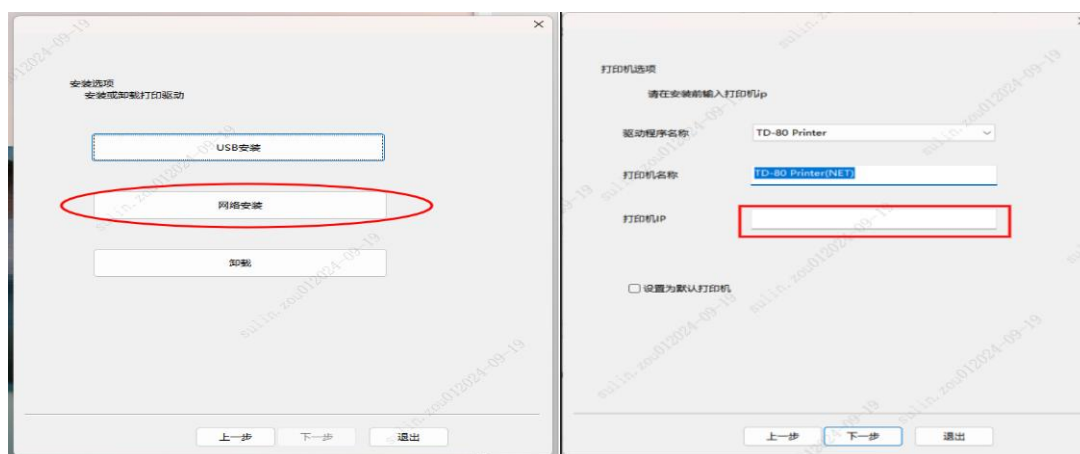 安装选项
安装或卸载打印驱动
USB安装
网络安装
卸载
上一步 下一步 退出
打印机选项
请在安装前输入打印机ip
驱动程序名称 TD-80 Printer
打印机名称 TD-80 Printer(NET)
打印机IP
设置为默认打印机
上一步 下一步 退出
sulin.zou012024-09-19